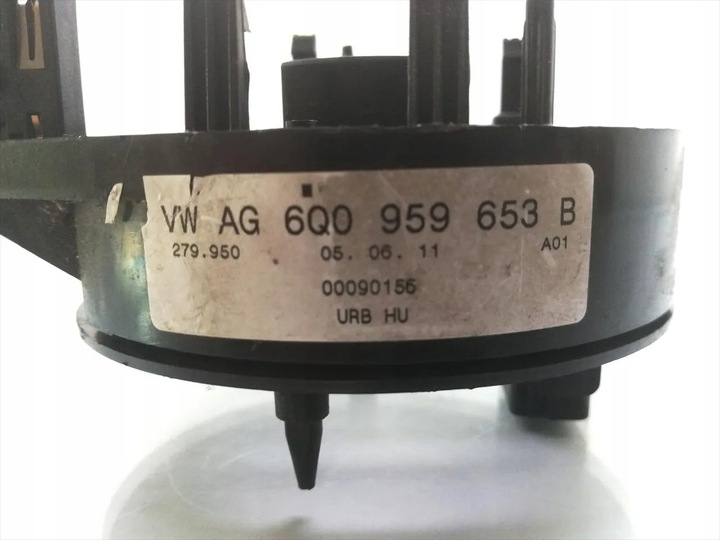 VW AG 6Q0 959 653 B
279.950 05. 06. 11 A01
00090156
URB HU